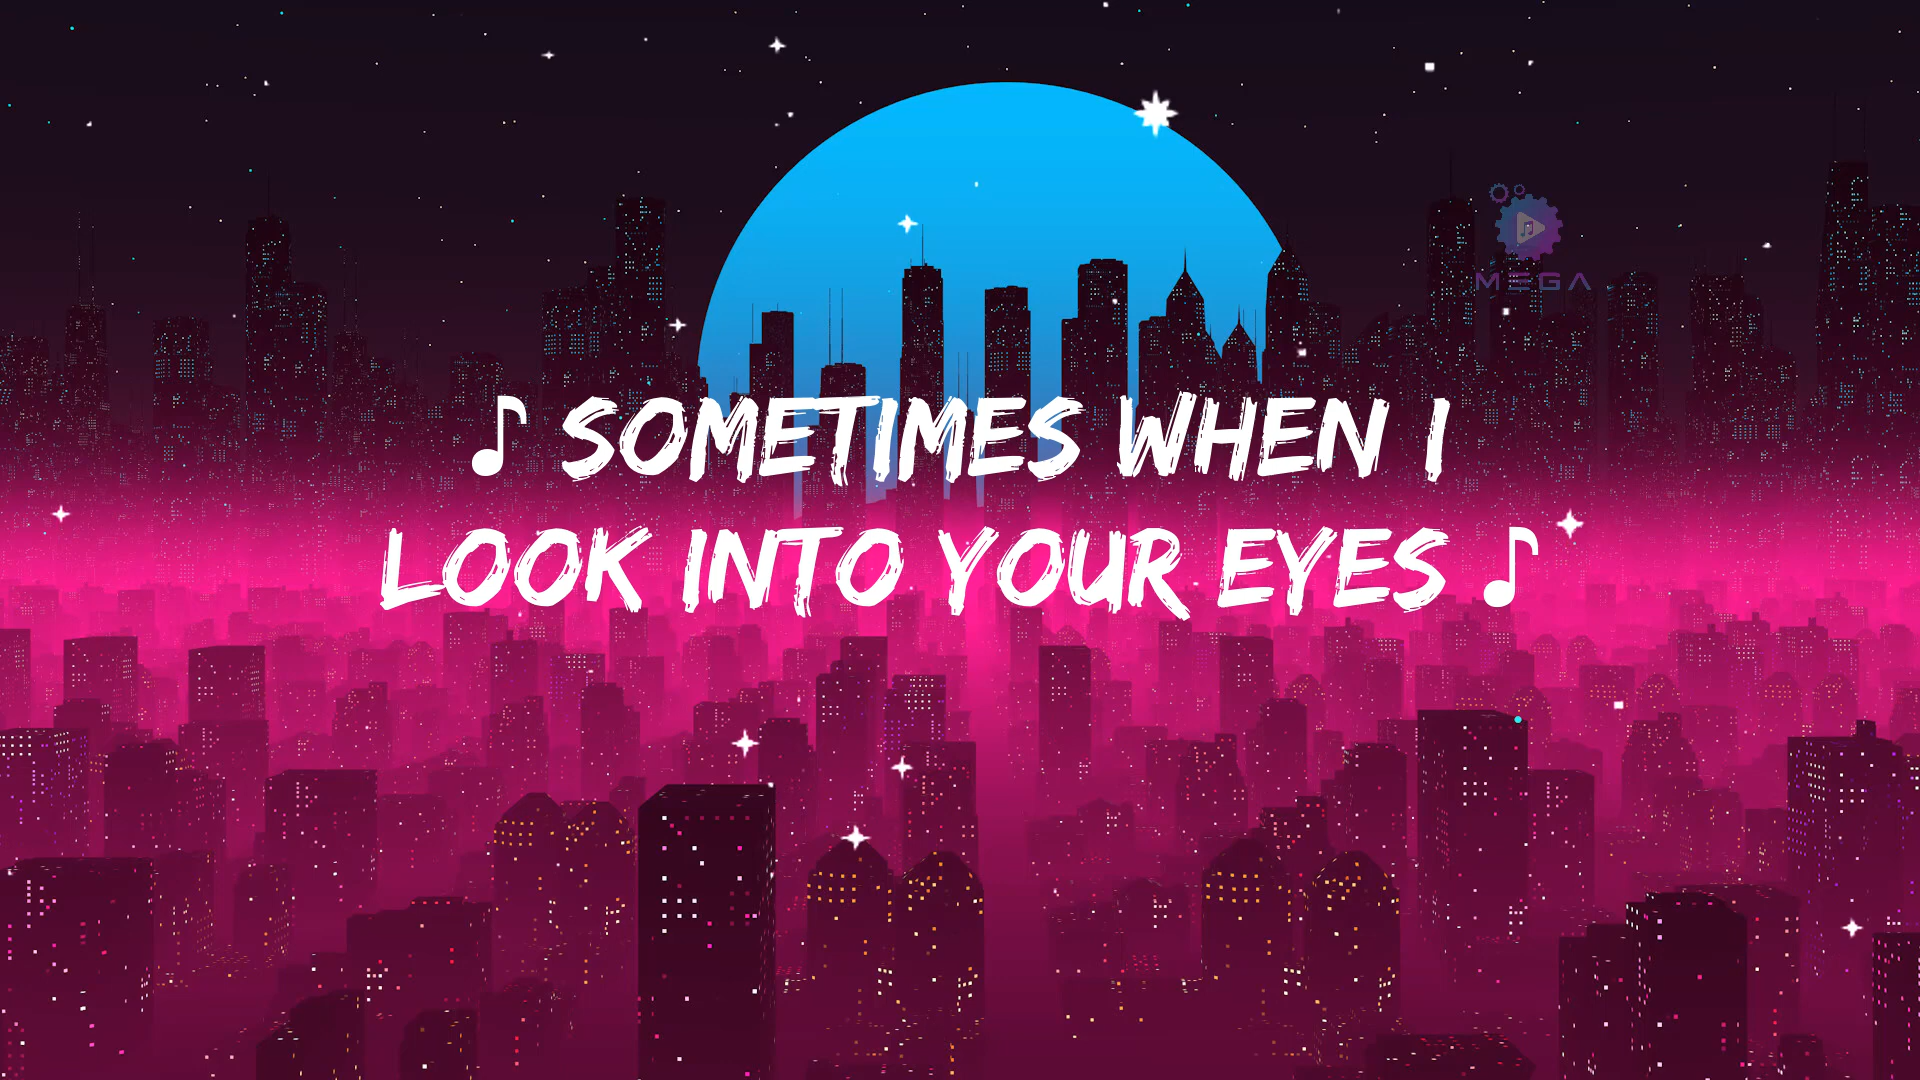 MEGA
♪ SOMETIMES WHEN I
LOOK INTO YOUR EYES ♪